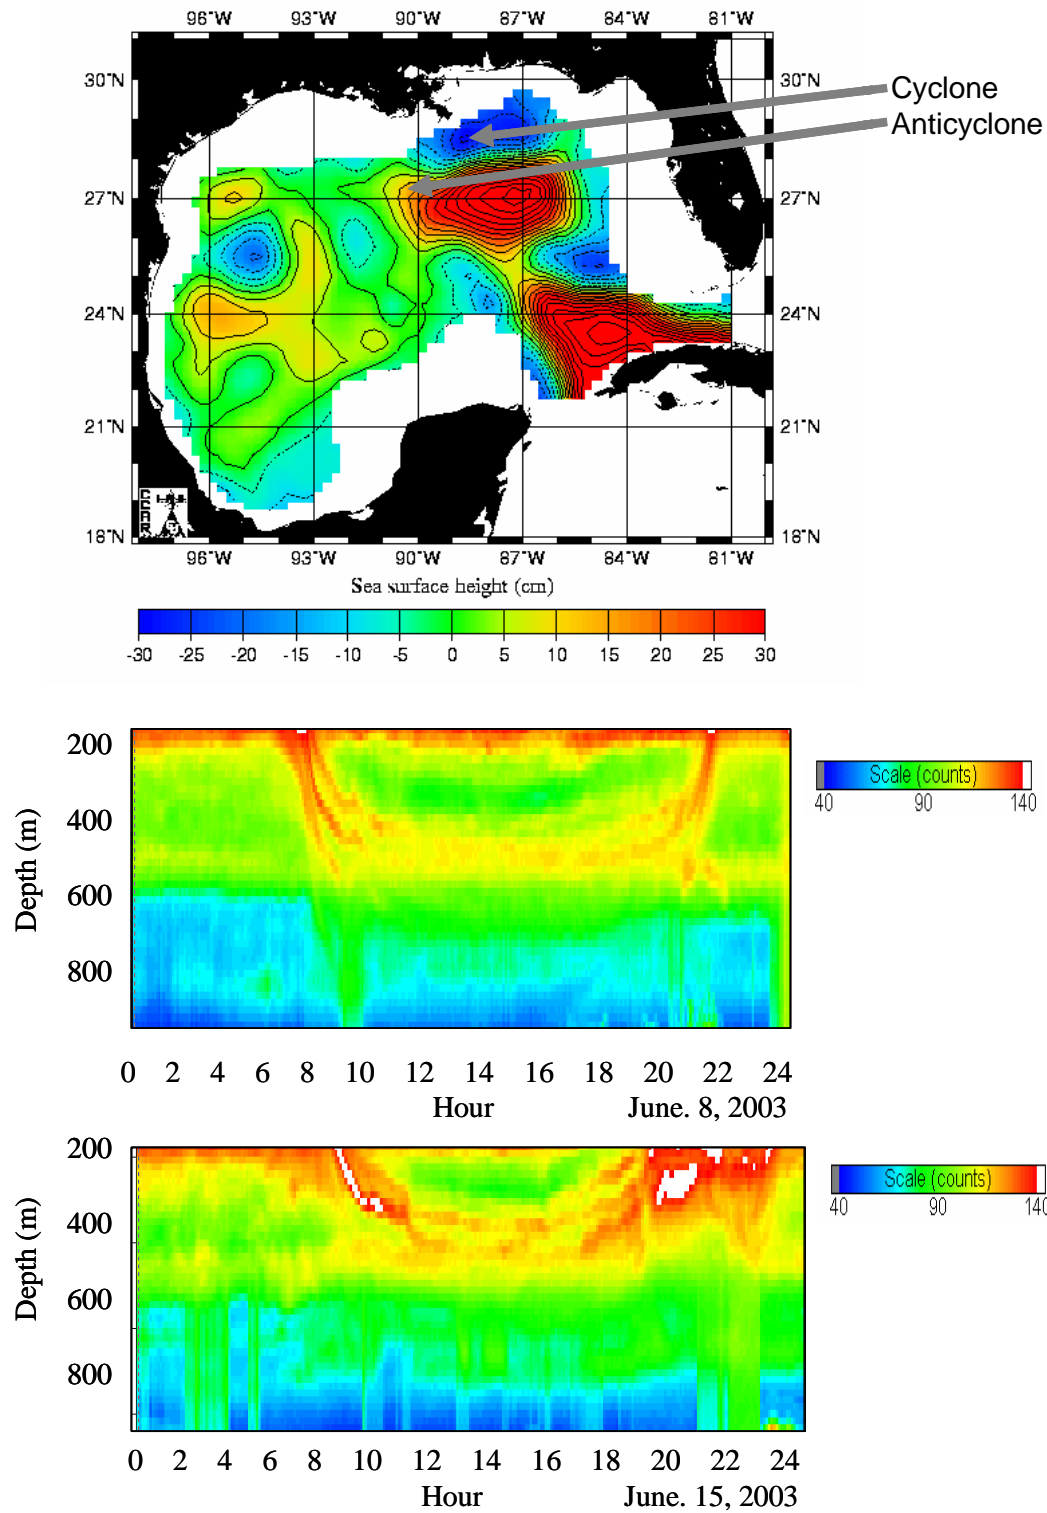 96°W 93°W 90°W 87°W 84°W 81°W
30°N 30°N
Cyclone
Anticyclone
27°N 27°N
24°N 24°N
21°N 21°N
CCAR
18°N 18°N
96°W 93°W 90°W 87°W 84°W 81°W
Sea surface height (cm)
-30 -25 -20 -15 -10 -5 0 5 10 15 20 25 30
200
400
600
800
Depth (m)
Scale (counts)
40 90 140
0 2 4 6 8 10 12 14 16 18 20 22 24
Hour June. 8, 2003
200
400
600
800
Depth (m)
Scale (counts)
40 90 140
0 2 4 6 8 10 12 14 16 18 20 22 24
Hour June. 15, 2003